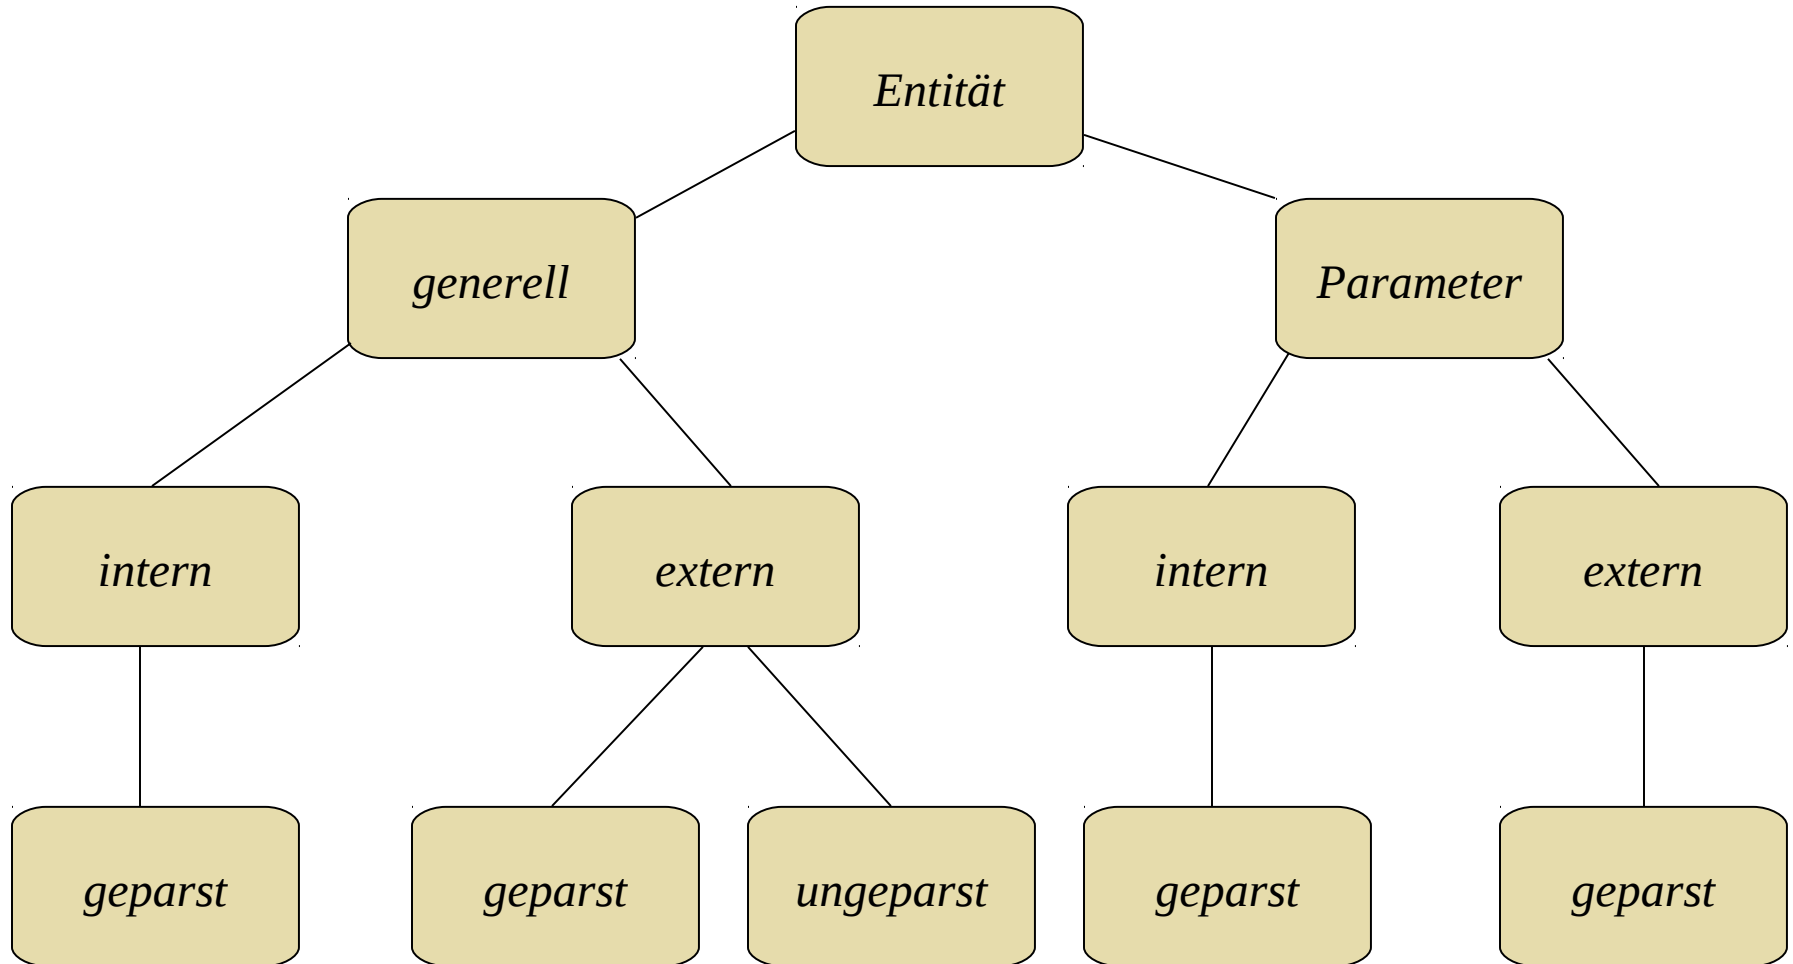 Entität
generell
Parameter
intern
extern
intern
extern
geparst
geparst
ungeparst
geparst
geparst